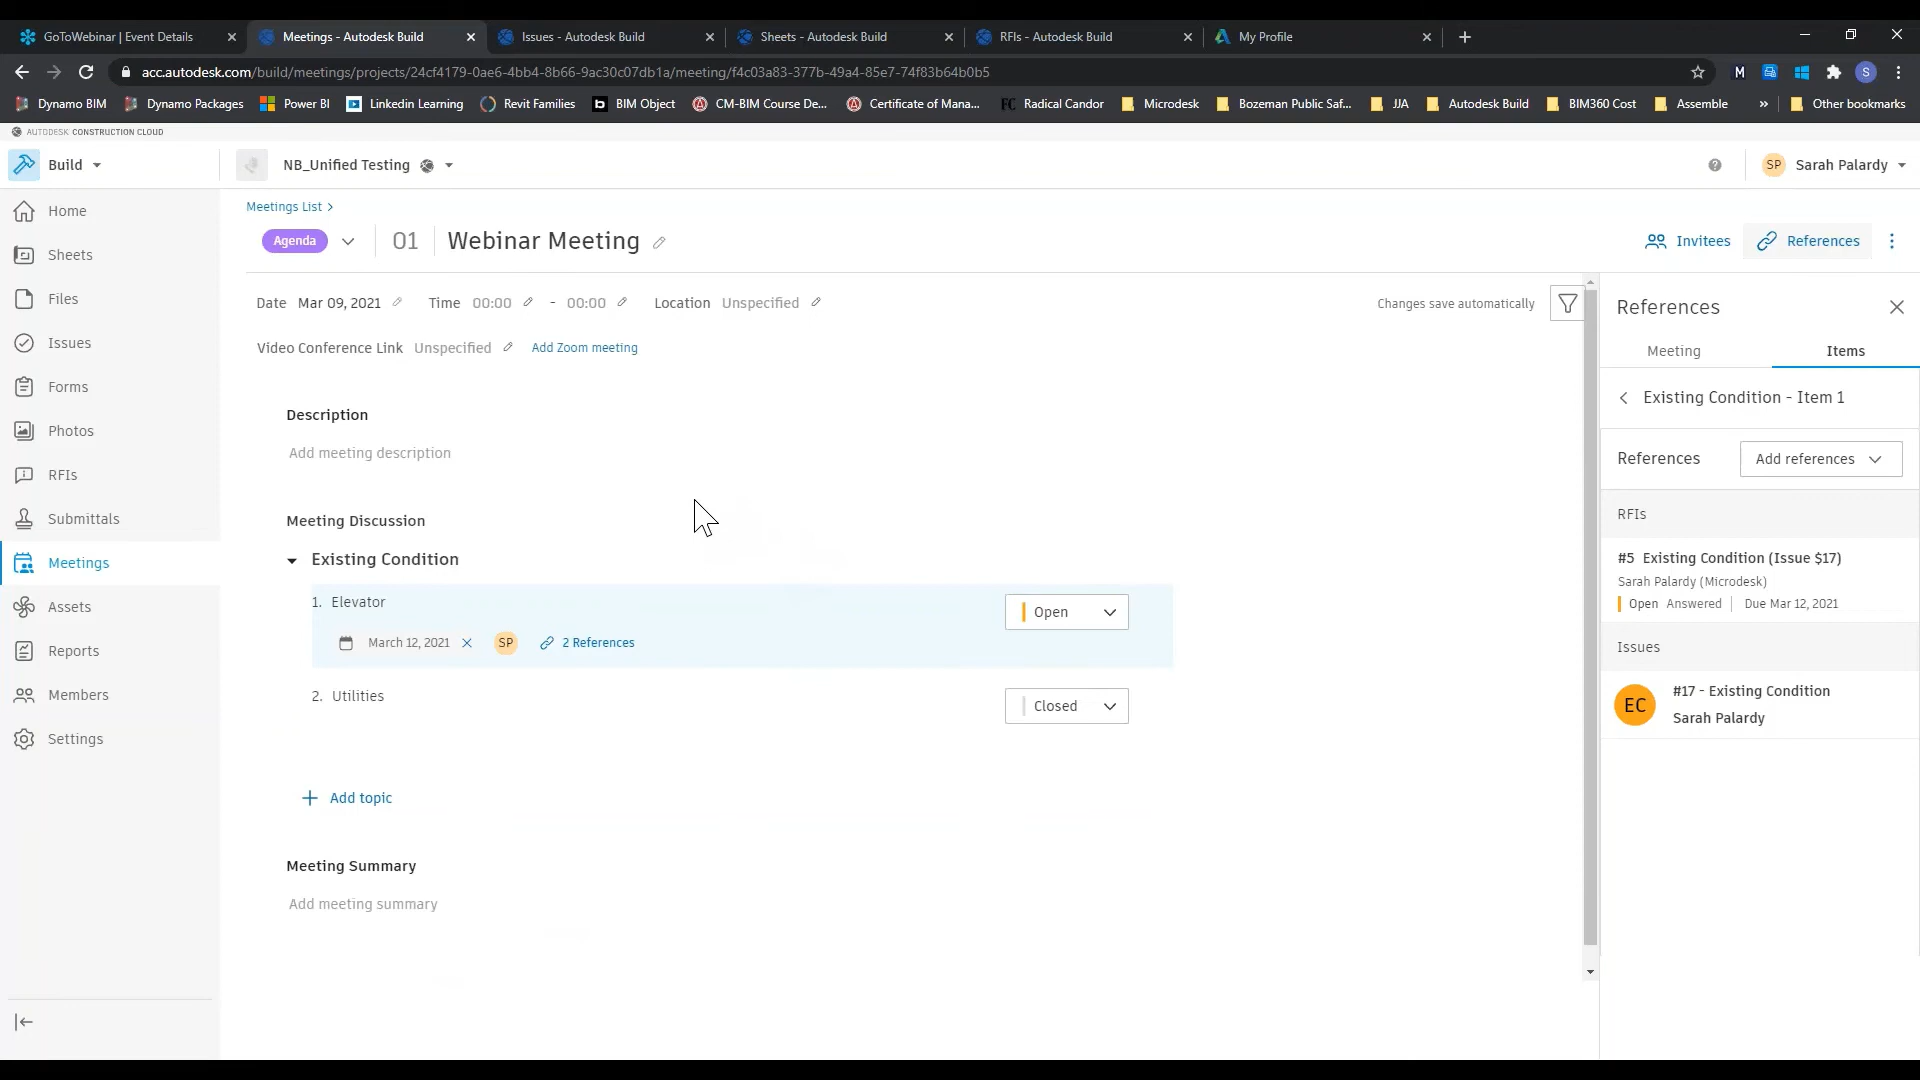 GoToWebinar | Event Details
Meetings - Autodesk Build
Issues - Autodesk Build
Sheets - Autodesk Build
RFIs - Autodesk Build
My Profile
acc.autodesk.com/build/meetings/projects/24cf4179-0ae6-4bb4-8b66-9ac30c07db1a/meeting/f4c03a83-377b-49a4-85e7-74f83b64b0b5
M
S
Dynamo BIM
Dynamo Packages
Power BI
Linkedin Learning
Revit Families
b BIM Object
CM-BIM Course De...
Certificate of Mana...
FC Radical Candor
Microdesk
Bozeman Public Saf...
JJA
Autodesk Build
BIM360 Cost
Assemble
»
Other bookmarks
AUTODESK CONSTRUCTION CLOUD
Build
NB_Unified Testing
SP Sarah Palardy
Home
Sheets
Files
Issues
Forms
Photos
RFIs
Submittals
Meetings
Assets
Reports
Members
Settings
Meetings List >
Agenda
01 Webinar Meeting
Invitees
References
Date Mar 09, 2021 Time 00:00 - 00:00 Location Unspecified
Changes save automatically
Video Conference Link Unspecified Add Zoom meeting
Description
Add meeting description
Meeting Discussion
Existing Condition
1. Elevator
Open
March 12, 2021 SP 2 References
2. Utilities
Closed
+ Add topic
Meeting Summary
Add meeting summary
References
Meeting Items
Existing Condition - Item 1
References Add references
RFIs
#5 Existing Condition (Issue $17)
Sarah Palardy (Microdesk)
Open Answered | Due Mar 12, 2021
Issues
EC
#17 - Existing Condition
Sarah Palardy